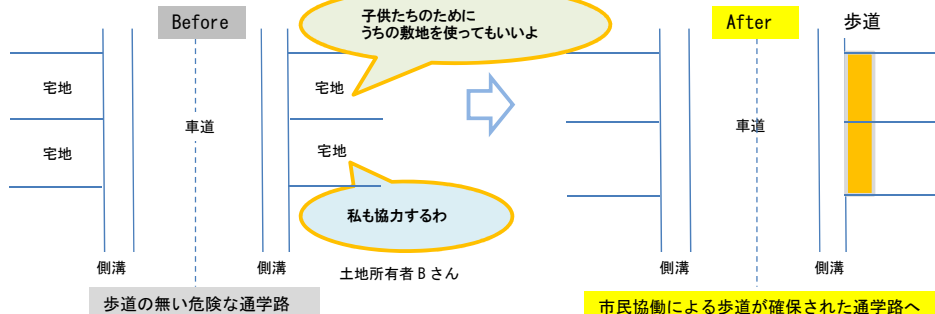 Before
子供たちのために
うちの敷地を使ってもいいよ
After
歩道
宅地
宅地
車道
車道
宅地
宅地
私も協力するわ
側溝
側溝
土地所有者Bさん
側溝
側溝
歩道の無い危険な通学路
市民協働による歩道が確保された通学路へ